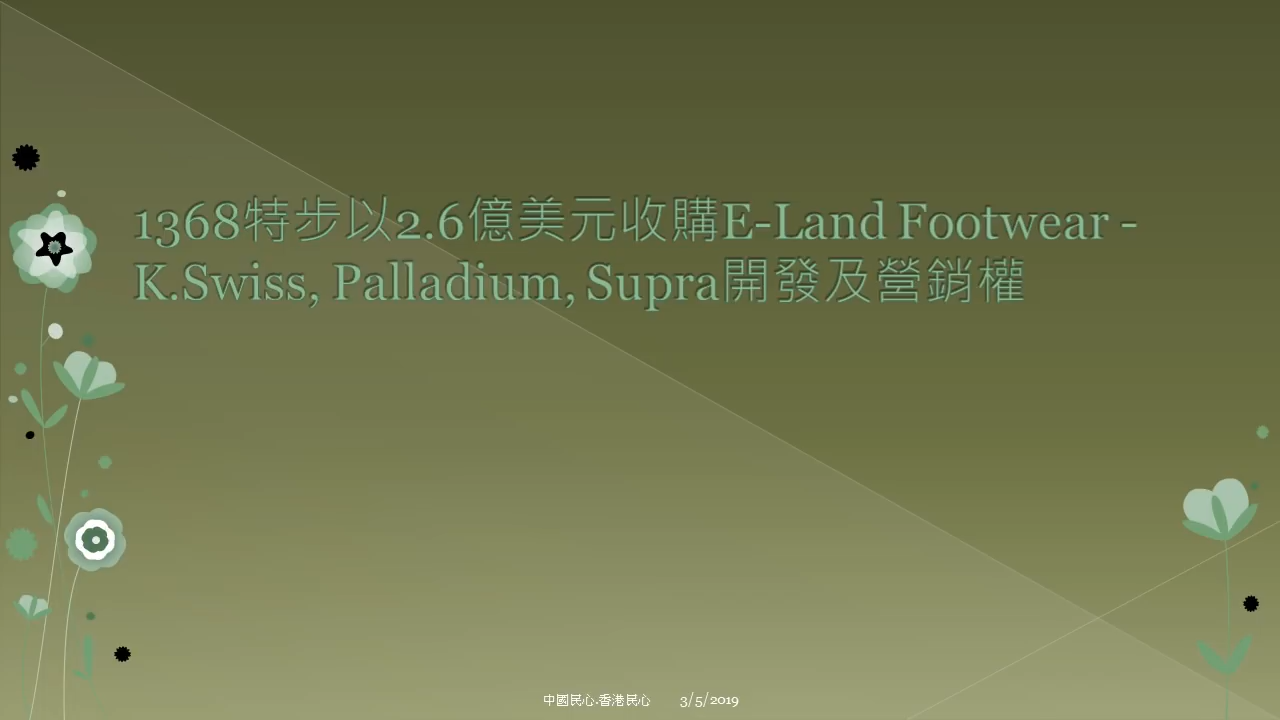 1368特步以2.6億美元收購E-Land Footwear -
K.Swiss, Palladium, Supra開發及營銷權
中國民心.香港民心 3/5/2019